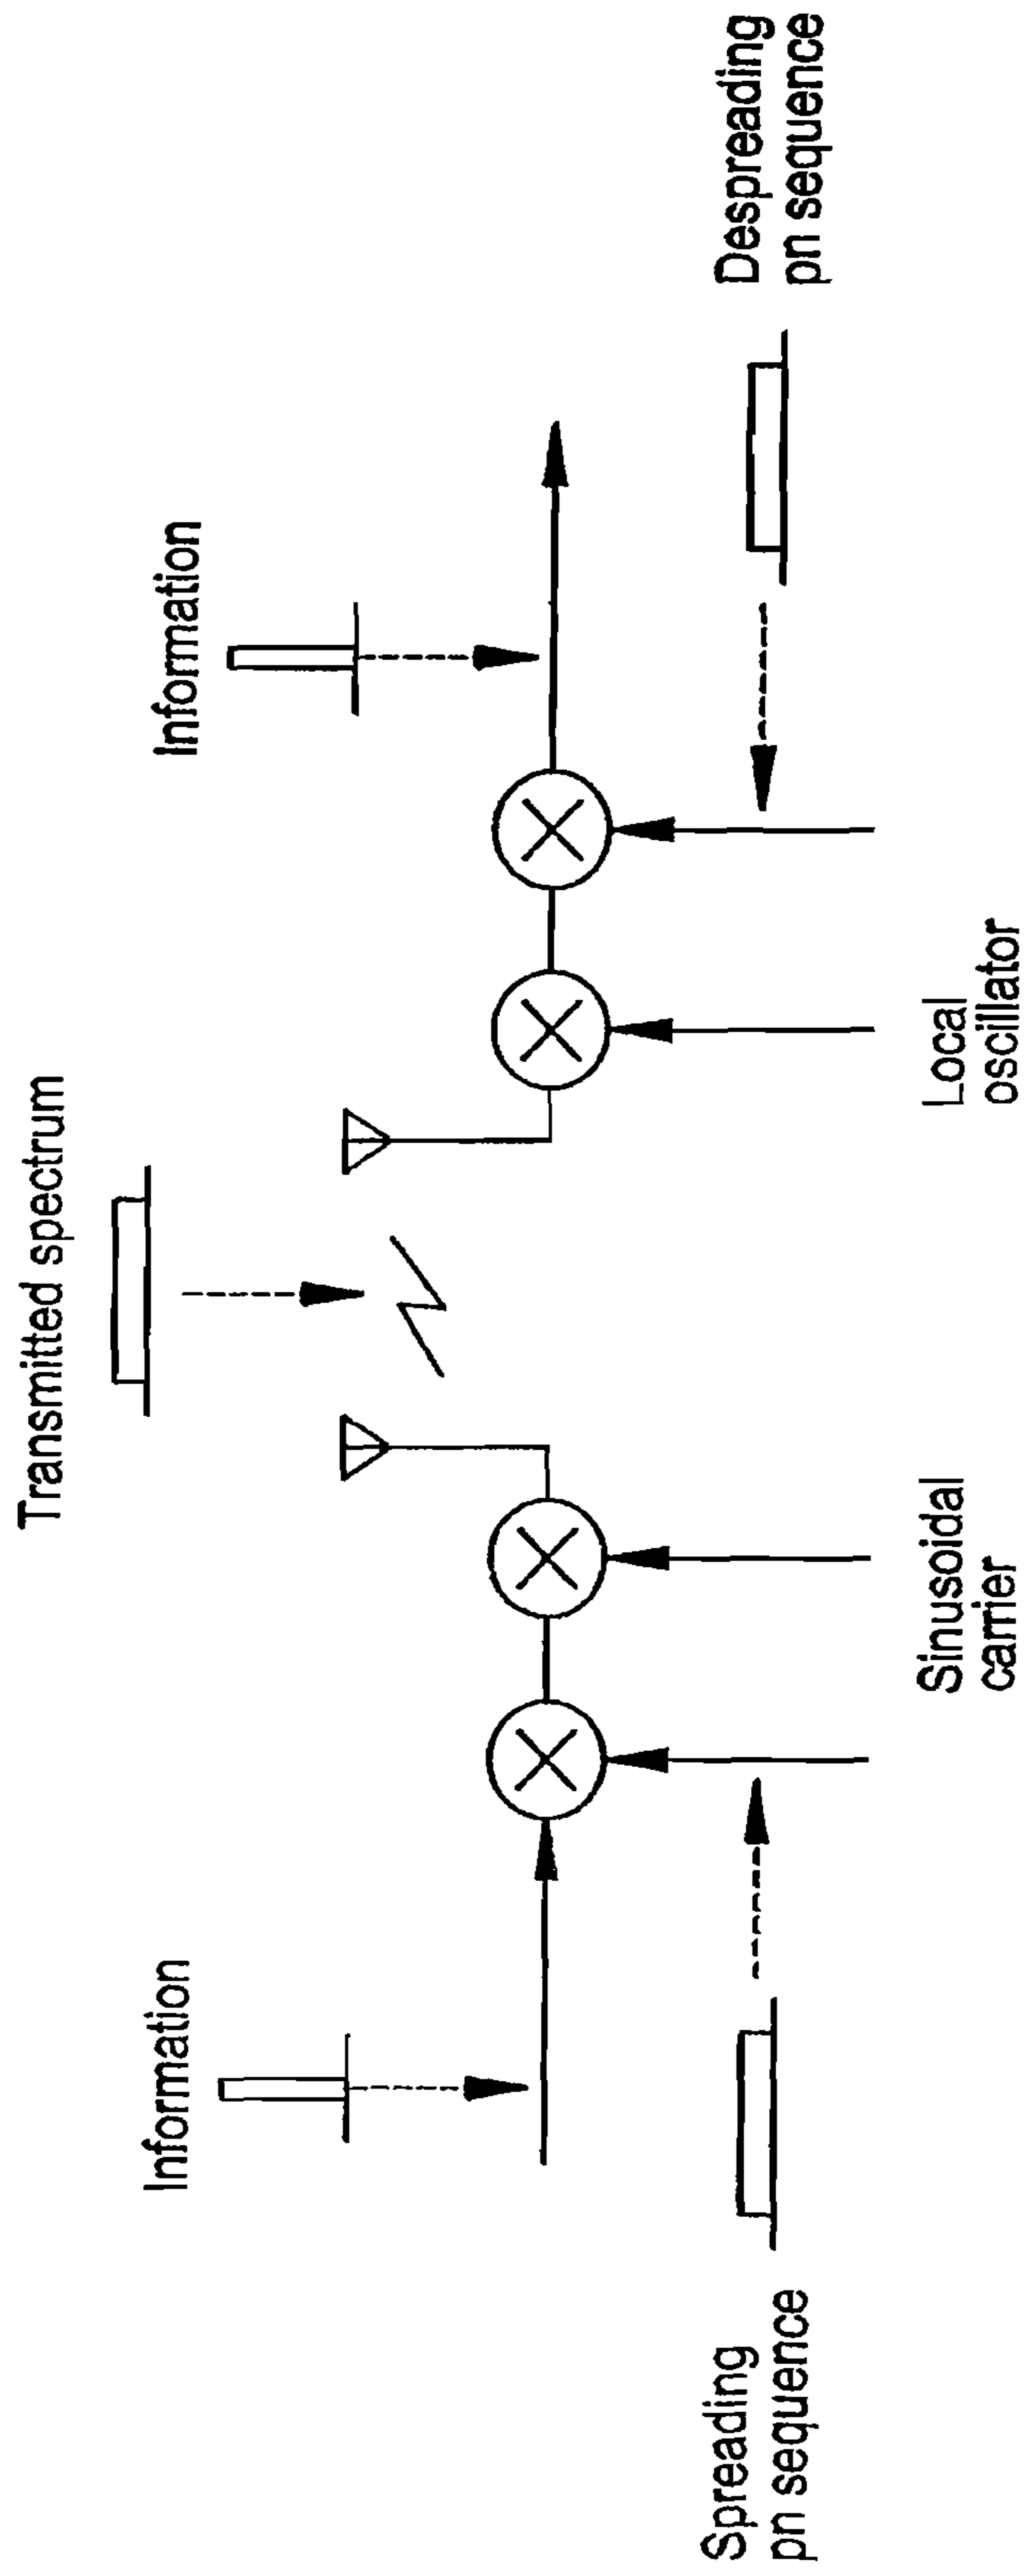 Transmitted spectrum
Information
Information
Spreading
pn sequence
Despreading
pn sequence
Sinusoidal
carrier
Local
oscillator